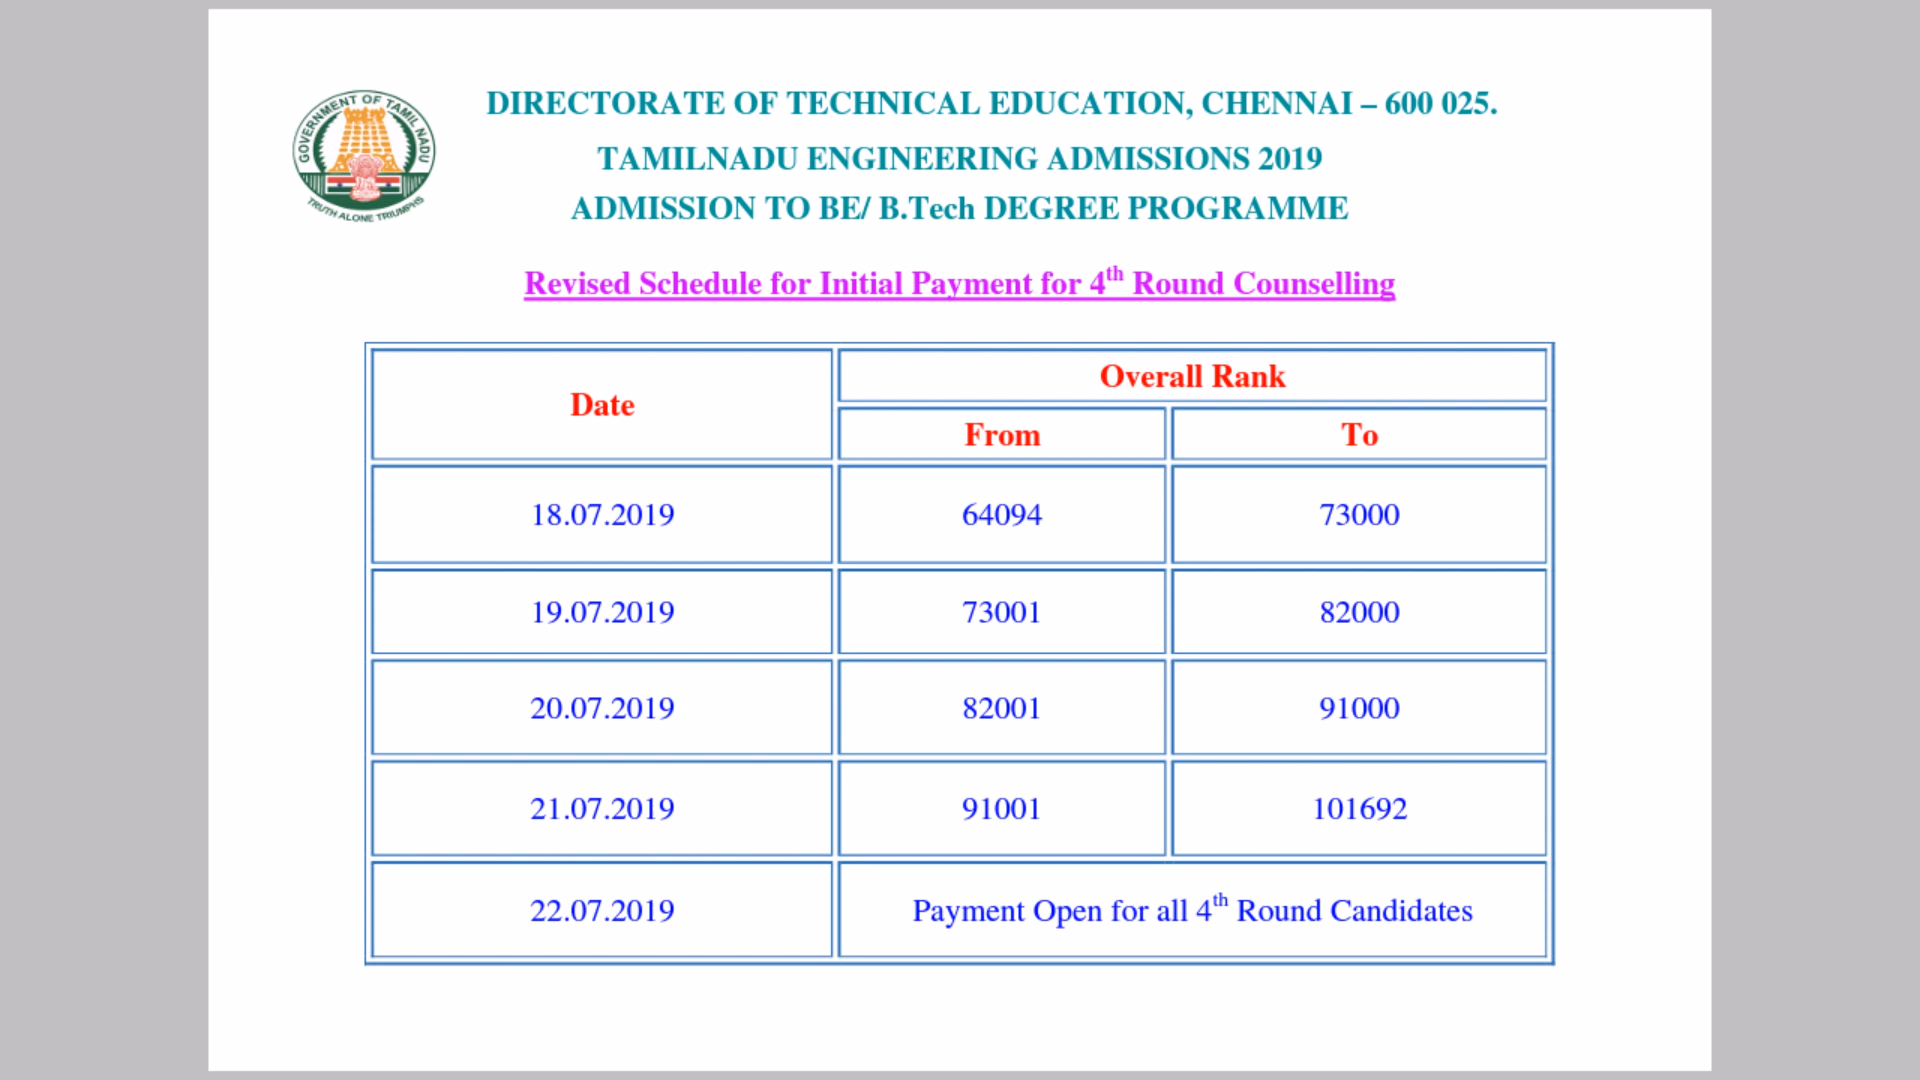 GOVERNMENT OF TAMIL NADU
TRUTH ALONE TRIUMPHS
DIRECTORATE OF TECHNICAL EDUCATION, CHENNAI – 600 025.
TAMILNADU ENGINEERING ADMISSIONS 2019
ADMISSION TO BE/ B.Tech DEGREE PROGRAMME
Revised Schedule for Initial Payment for 4th Round Counselling
Date Overall Rank
From To
18.07.2019 64094 73000
19.07.2019 73001 82000
20.07.2019 82001 91000
21.07.2019 91001 101692
22.07.2019 Payment Open for all 4th Round Candidates